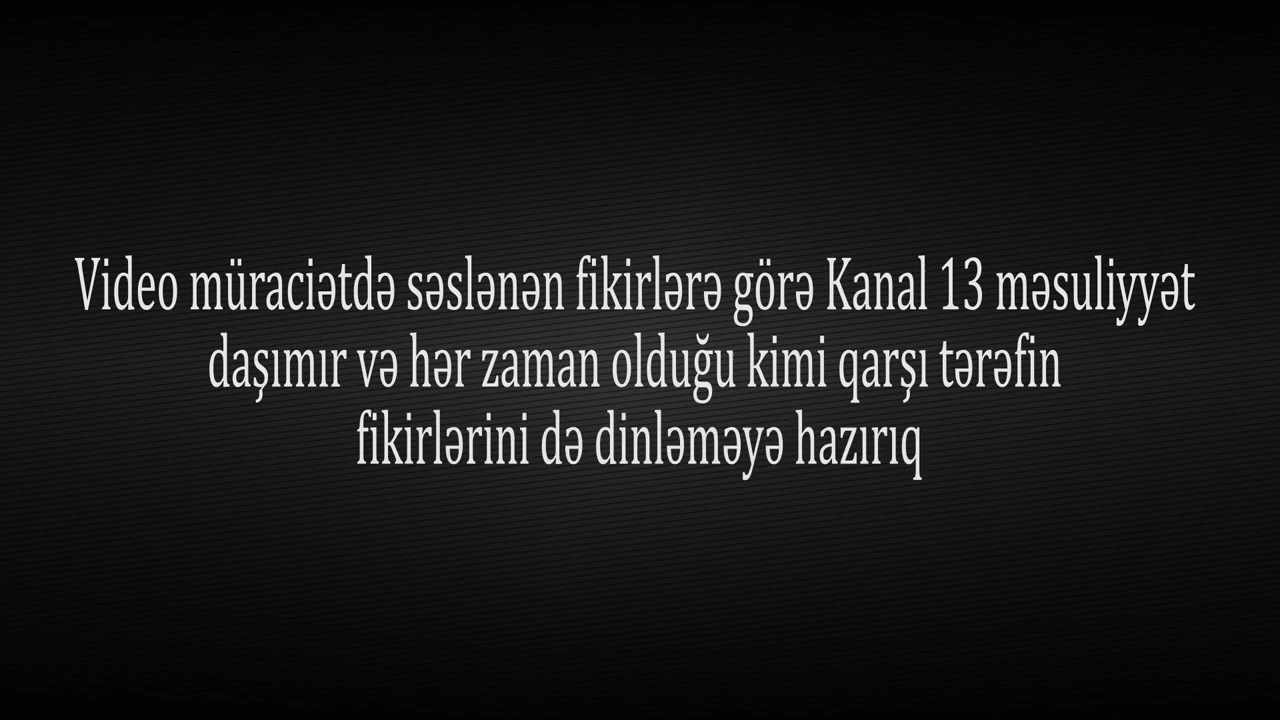 Video müraciətdə səslənən fikirlərə görə Kanal 13 məsuliyyət
daşımır və hər zaman olduğu kimi qarşı tərəfin
fikirlərini də dinləməyə hazırıq